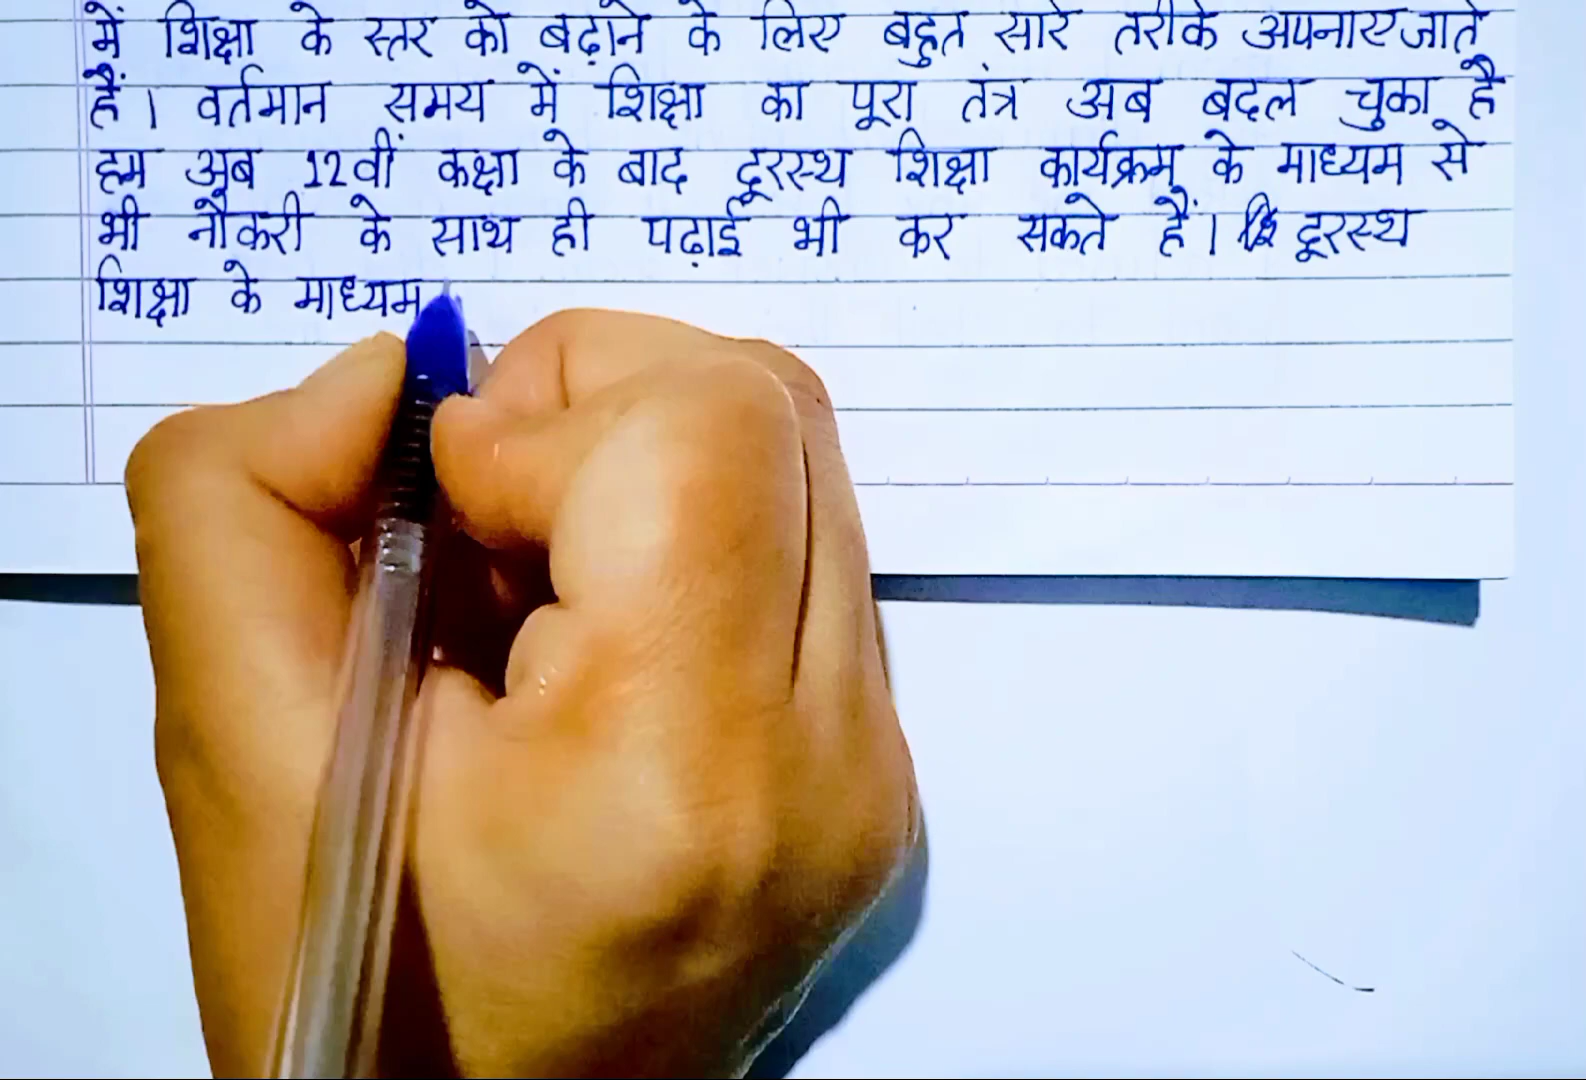 में शिक्षा के स्तर को बढ़ाने के लिए बहुत सारे तरीके अपनाए जाते
हैं। वर्तमान समय में शिक्षा का पूरा तंत्र अब बदल चुका है
हम अब 12वीं कक्षा के बाद दूरस्थ शिक्षा कार्यक्रम के माध्यम से
भी नौकरी के साथ ही पढ़ाई भी कर सकते हैं। दूरस्थ
शिक्षा के माध्यम